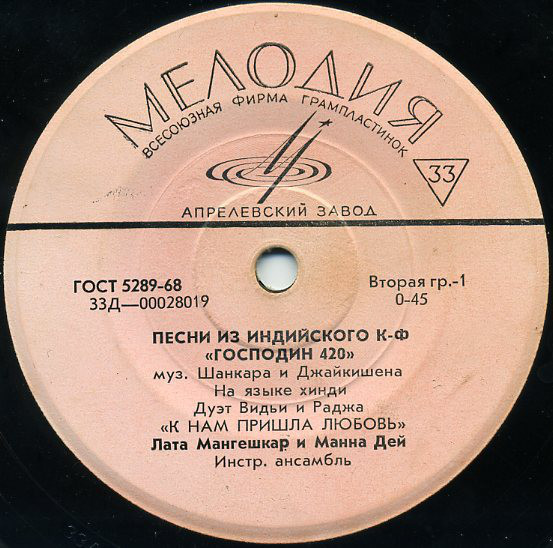 МЕЛОДИЯ
ВСЕСОЮЗНАЯ ФИРМА ГРАМПЛАСТИНОК
33
АПРЕЛЕВСКИЙ ЗАВОД
ГОСТ 5289-68
33Д—00028019
Вторая гр.-1
0-45
ПЕСНИ ИЗ ИНДИЙСКОГО К-Ф
«ГОСПОДИН 420»
муз. Шанкара и Джайкишена
На языке хинди
Дуэт Видьи и Раджа
«К НАМ ПРИШЛА ЛЮБОВЬ»
Лата Мангешкар и Манна Дей
Инстр. ансамбль